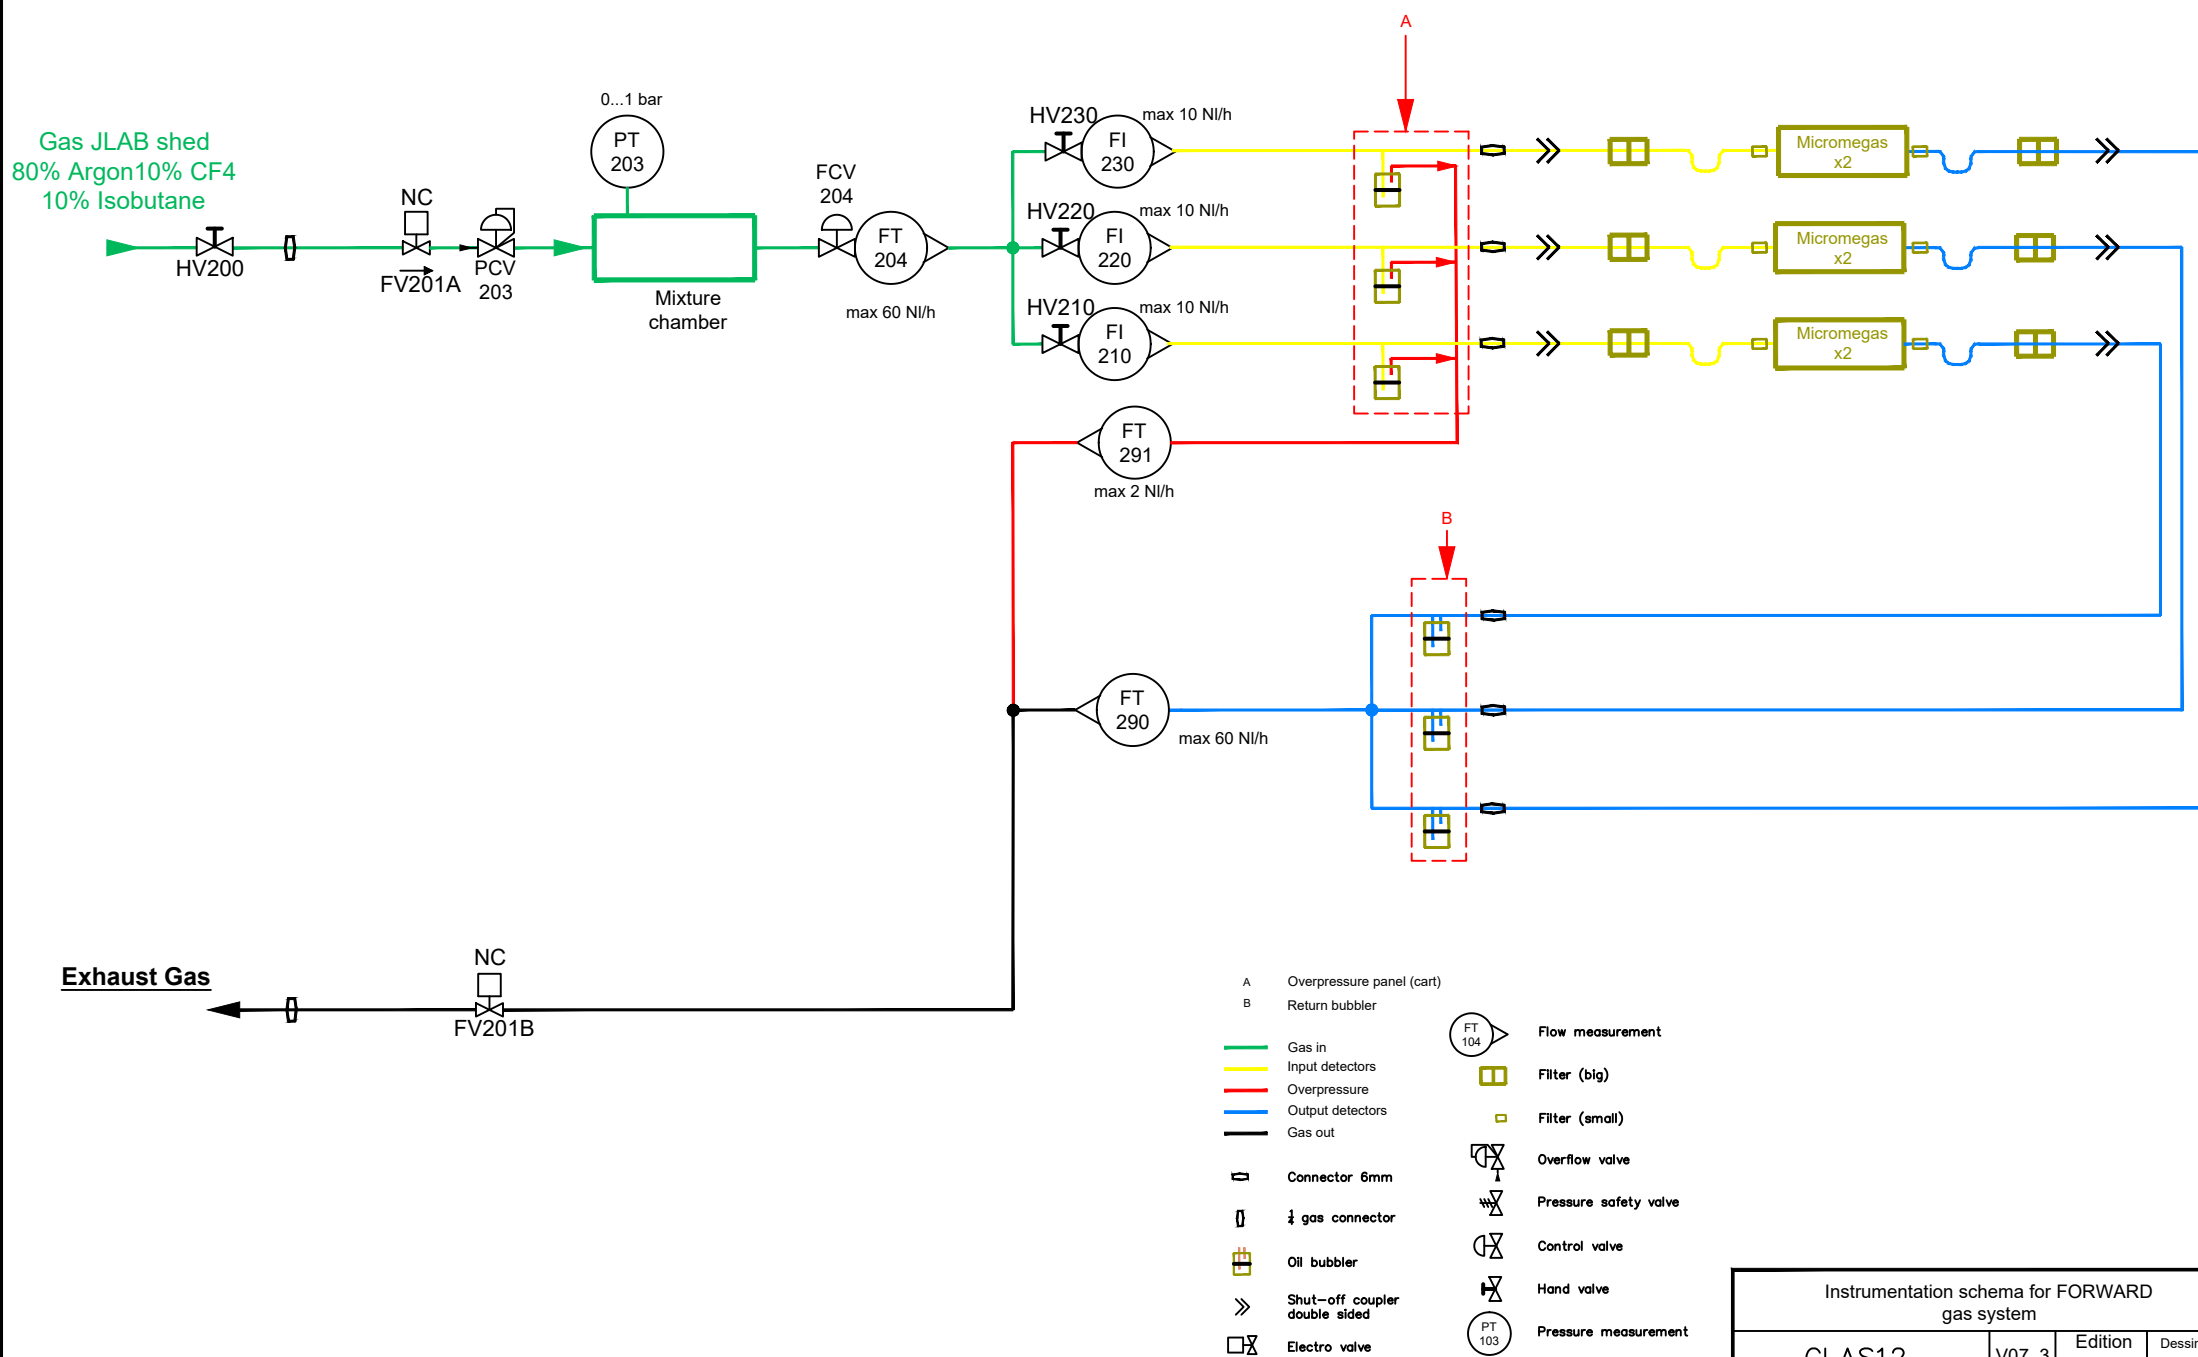 A
0...1 bar
Gas JLAB shed
80% Argon10% CF4
10% Isobutane
PT
203
HV230
FI
230
max 10 Nl/h
Micromegas
x2
NC
FCV
204
HV200
FV201A
PCV
203
Mixture
chamber
FT
204
max 60 Nl/h
HV220
FI
220
max 10 Nl/h
Micromegas
x2
HV210
FI
210
max 10 Nl/h
Micromegas
x2
FT
291
max 2 Nl/h
B
FT
290
max 60 Nl/h
Exhaust Gas
NC
FV201B
A Overpressure panel (cart)
B Return bubbler
Gas in
Input detectors
Overpressure
Output detectors
Gas out
Connector 6mm
gas connector
Oil bubbler
Shut-off coupler
double sided
Electro valve
FT
104
Flow measurement
Filter (big)
Filter (small)
Overflow valve
Pressure safety valve
Control valve
Hand valve
PT
103
Pressure measurement
Instrumentation schema for FORWARD
gas system
CLAS12
V07_3
Edition
Dessin